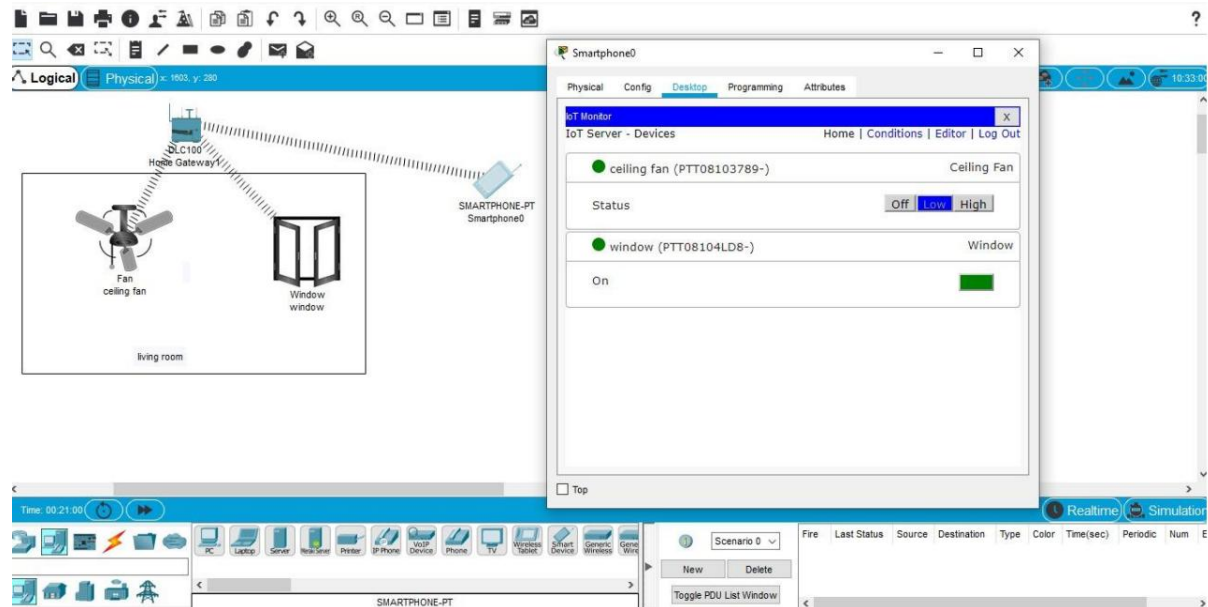 ?
Logical Physical x: 1603, y: 280
10:33:00
DLC100
Home Gateway1
SMARTPHONE-PT
Smartphone0
Fan
ceiling fan
Window
window
living room
Smartphone0
Physical Config Desktop Programming Attributes
IoT Monitor X
IoT Server - Devices Home | Conditions | Editor | Log Out
ceiling fan (PTT08103789-) Ceiling Fan
Status Off Low High
window (PTT08104LD8-) Window
On
Top
Time: 00:21:00
Realtime Simulation
PC Laptop Server Printer IP Phone VoIP Device Phone TV Wireless Tablet Smart Device Generic Wireless Generic Wire
SMARTPHONE-PT
Scenario 0
New Delete
Toggle PDU List Window
Fire Last Status Source Destination Type Color Time(sec) Periodic Num E